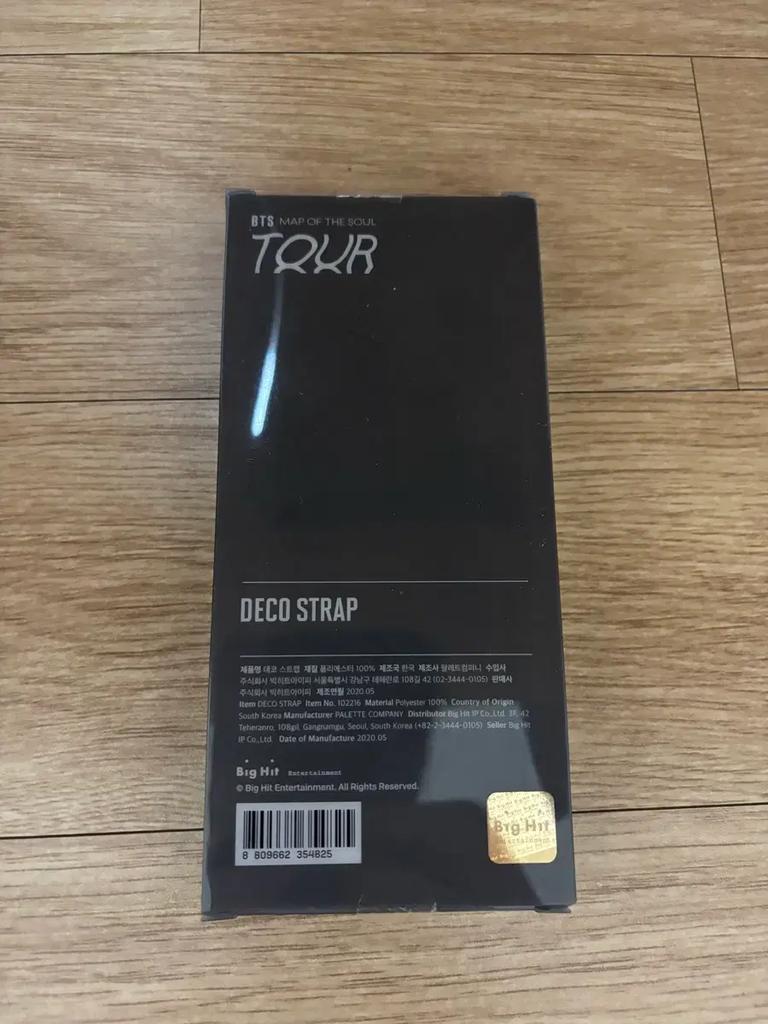 BTS MAP OF THE SOUL
TOUR
DECO STRAP
제품명 데코 스트랩 재질 폴리에스터 100% 제조국 한국 제조사 팔레트컴퍼니 수입사
주식회사 빅히트아이피 서울특별시 강남구 테헤란로 108길 42 (02-3444-0105) 판매사
주식회사 빅히트아이피 제조연월 2020.05
Item DECO STRAP Item No. 102216 Material Polyester 100% Country of Origin
South Korea Manufacturer PALETTE COMPANY Distributor Big Hit IP Co.,Ltd. 3F, 42
Teheranro, 108gil, Gangnamgu, Seoul, South Korea (+82-2-3444-0105) Seller Big Hit
IP Co.,Ltd. Date of Manufacture 2020.05
Big Hit Entertainment
© Big Hit Entertainment. All Rights Reserved.
8 809662 354825
Big Hit
Entertainment